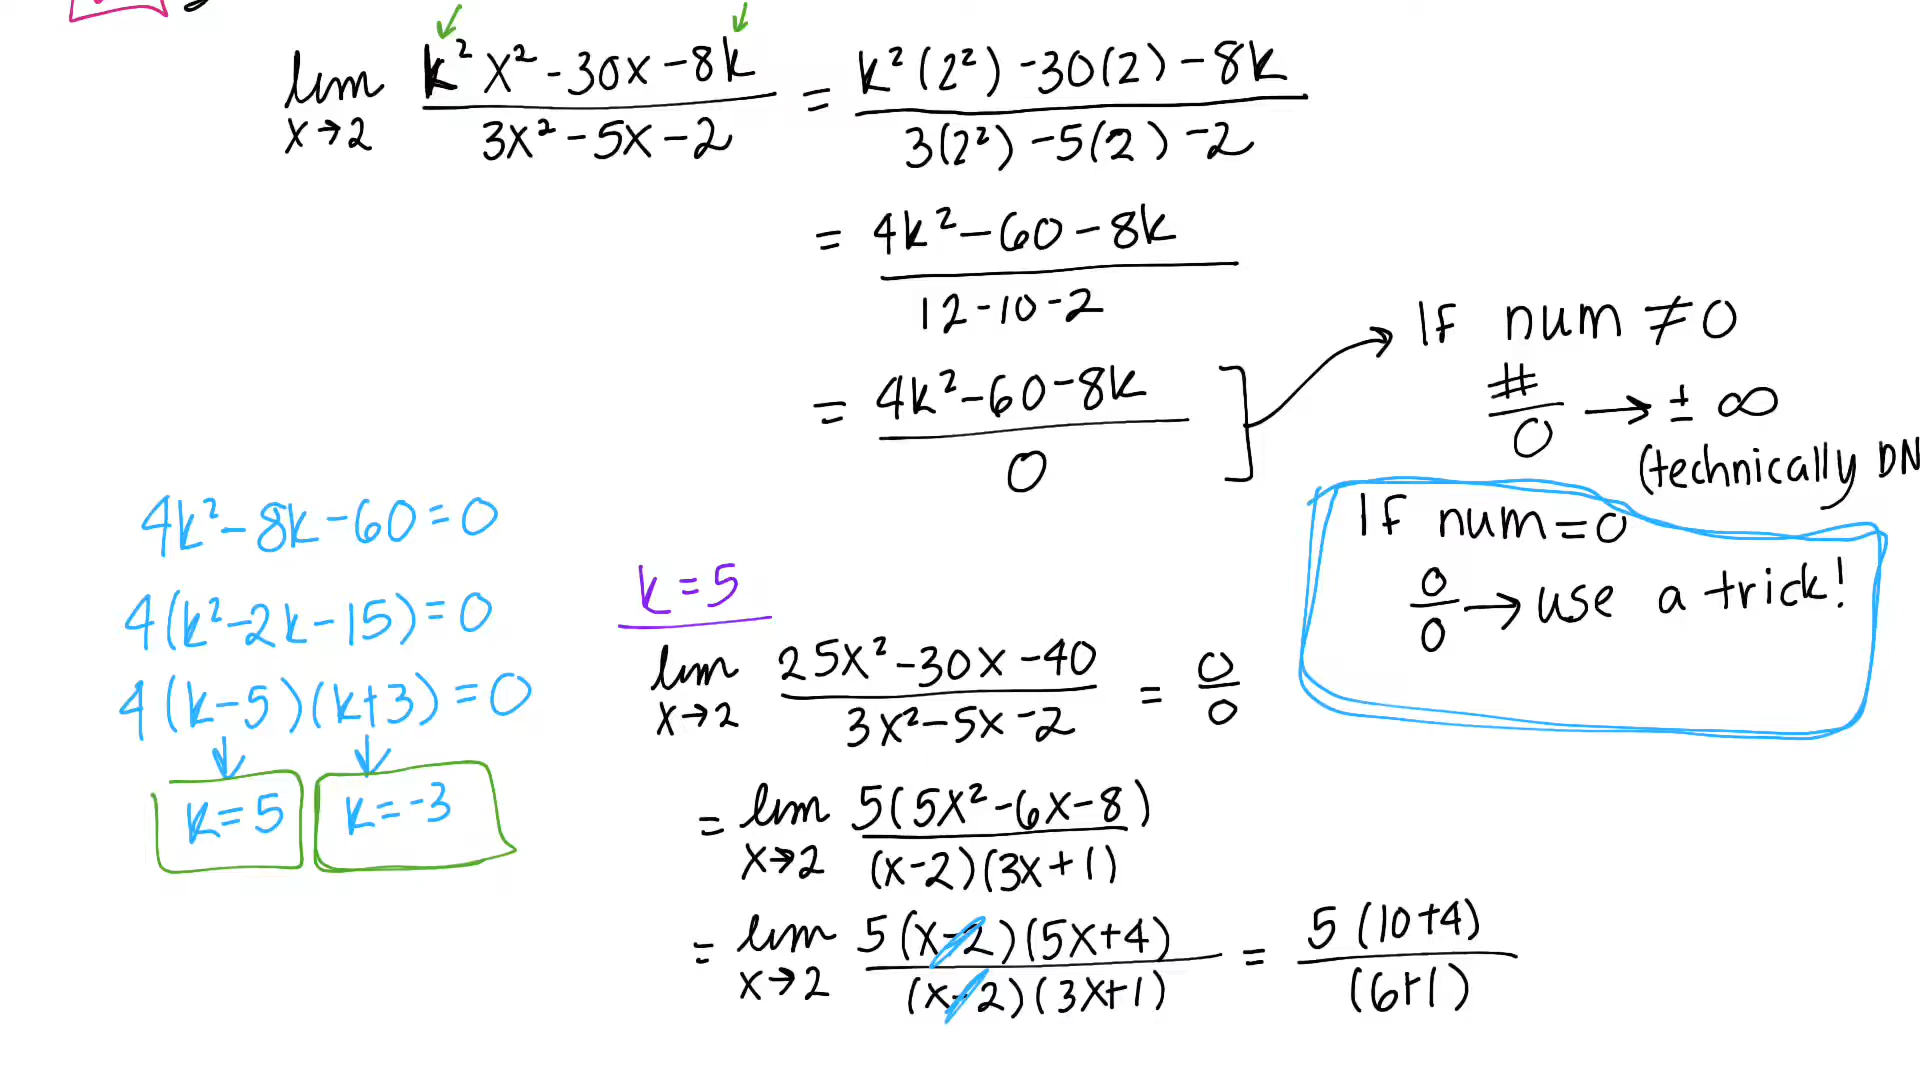 lim x→2 (k²x² - 30x - 8k)/(3x² - 5x - 2) = (k²(2²) - 30(2) - 8k)/(3(2²) - 5(2) - 2)
= (4k² - 60 - 8k)/(12 - 10 - 2)
= (4k² - 60 - 8k)/0
If num ≠ 0
#/0 → ± ∞
(technically DN
If num = 0
0/0 → use a trick!
4k² - 8k - 60 = 0
4(k² - 2k - 15) = 0
4(k - 5)(k + 3) = 0
k = 5 k = -3
k = 5
lim x→2 (25x² - 30x - 40)/(3x² - 5x - 2) = 0/0
= lim x→2 5(5x² - 6x - 8)/((x - 2)(3x + 1))
= lim x→2 5(x - 2)(5x + 4)/((x - 2)(3x + 1)) = 5(10 + 4)/(6 + 1)